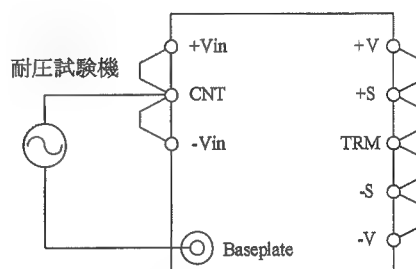 +Vin
+V
耐圧試験機
CNT
+S
-Vin
TRM
-S
Baseplate
-V